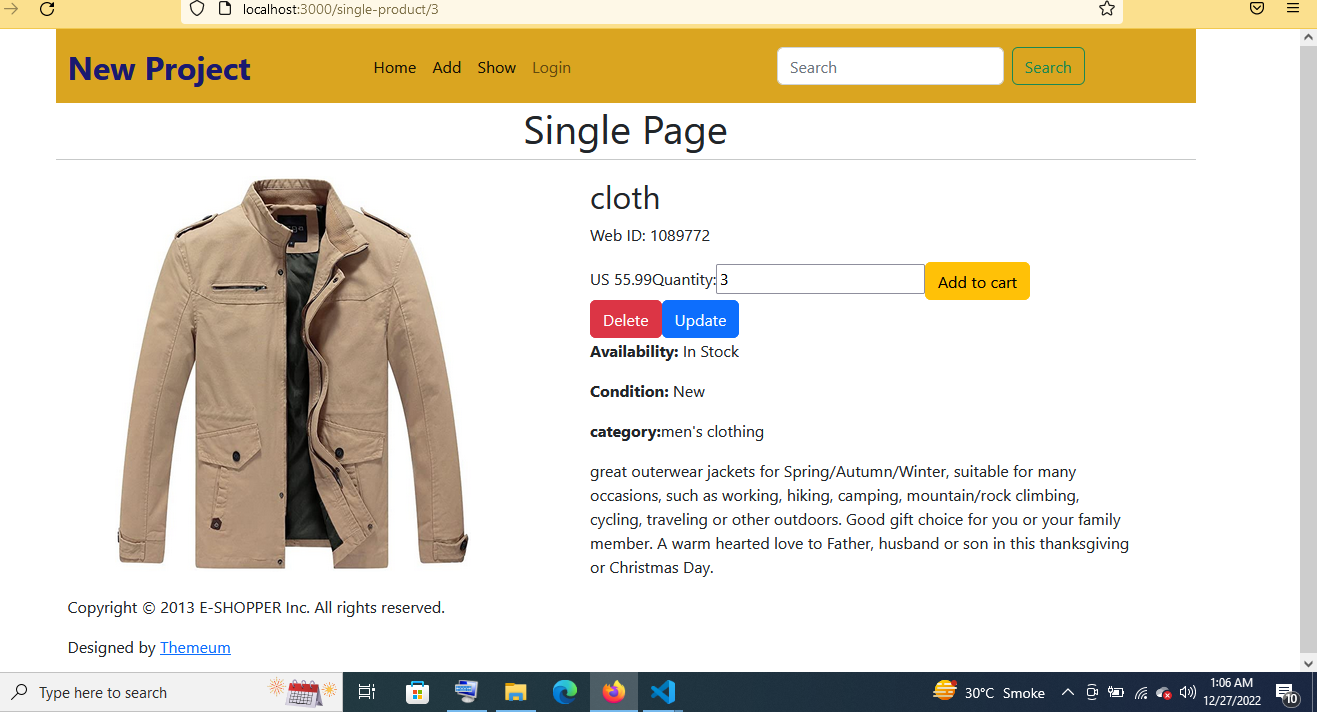 localhost:3000/single-product/3
New Project
Home Add Show Login
Search Search
Single Page
cloth
Web ID: 1089772
US 55.99Quantity: 3 Add to cart
Delete Update
Availability: In Stock
Condition: New
category:men's clothing
great outerwear jackets for Spring/Autumn/Winter, suitable for many
occasions, such as working, hiking, camping, mountain/rock climbing,
cycling, traveling or other outdoors. Good gift choice for you or your family
member. A warm hearted love to Father, husband or son in this thanksgiving
or Christmas Day.
Copyright © 2013 E-SHOPPER Inc. All rights reserved.
Designed by Themeum
Type here to search
30°C Smoke
1:06 AM
12/27/2022
10